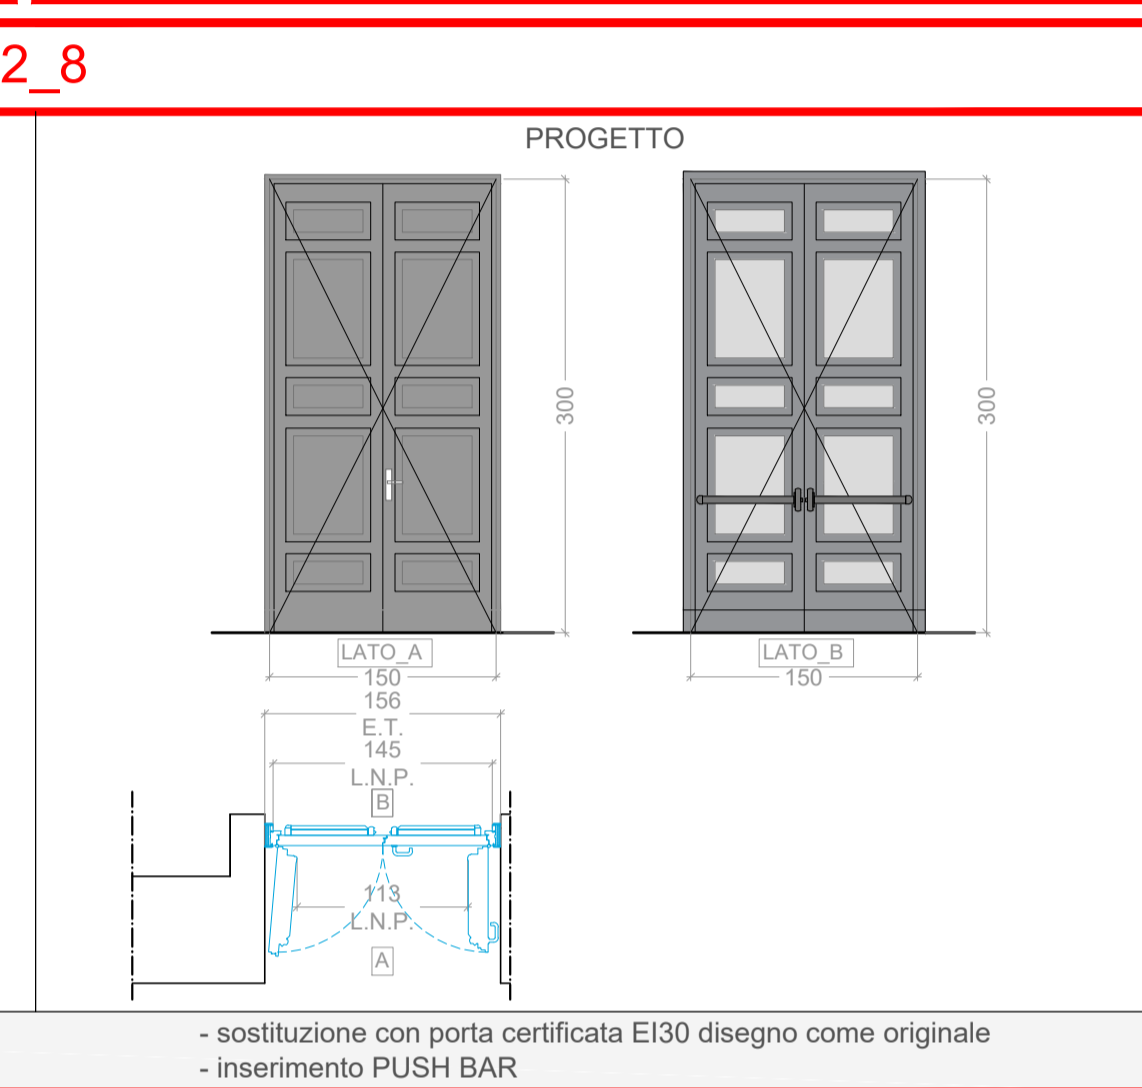 2_8
PROGETTO
300
300
LATO_A
LATO_B
150
150
156
E.T.
145
L.N.P.
B
113
L.N.P.
A
- sostituzione con porta certificata EI30 disegno come originale
- inserimento PUSH BAR